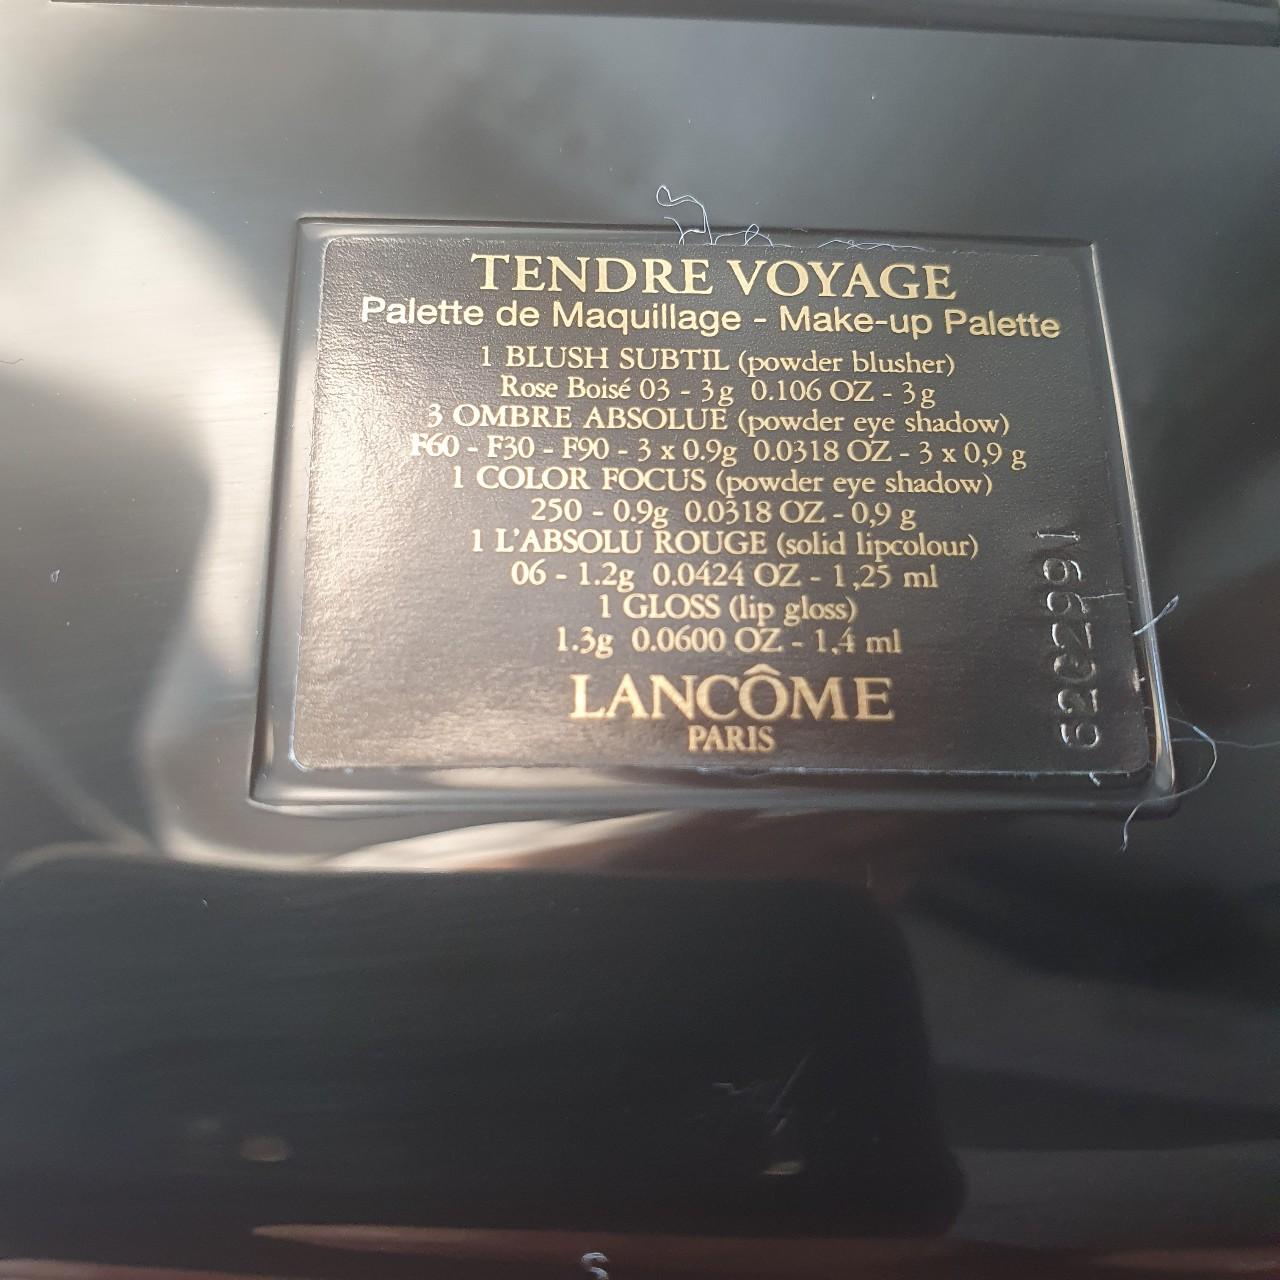 TENDRE VOYAGE
Palette de Maquillage - Make-up Palette
1 BLUSH SUBTIL (powder blusher)
Rose Boisé 03 - 3g 0.106 OZ - 3g
3 OMBRE ABSOLUE (powder eye shadow)
F60 - F30 - F90 - 3 x 0.9g 0.0318 OZ - 3 x 0,9 g
1 COLOR FOCUS (powder eye shadow)
250 - 0.9g 0.0318 OZ - 0,9 g
1 L'ABSOLU ROUGE (solid lipcolour)
06 - 1.2g 0.0424 OZ - 1,25 ml
1 GLOSS (lip gloss)
1.3g 0.0600 OZ - 1,4 ml
LANCÔME
PARIS